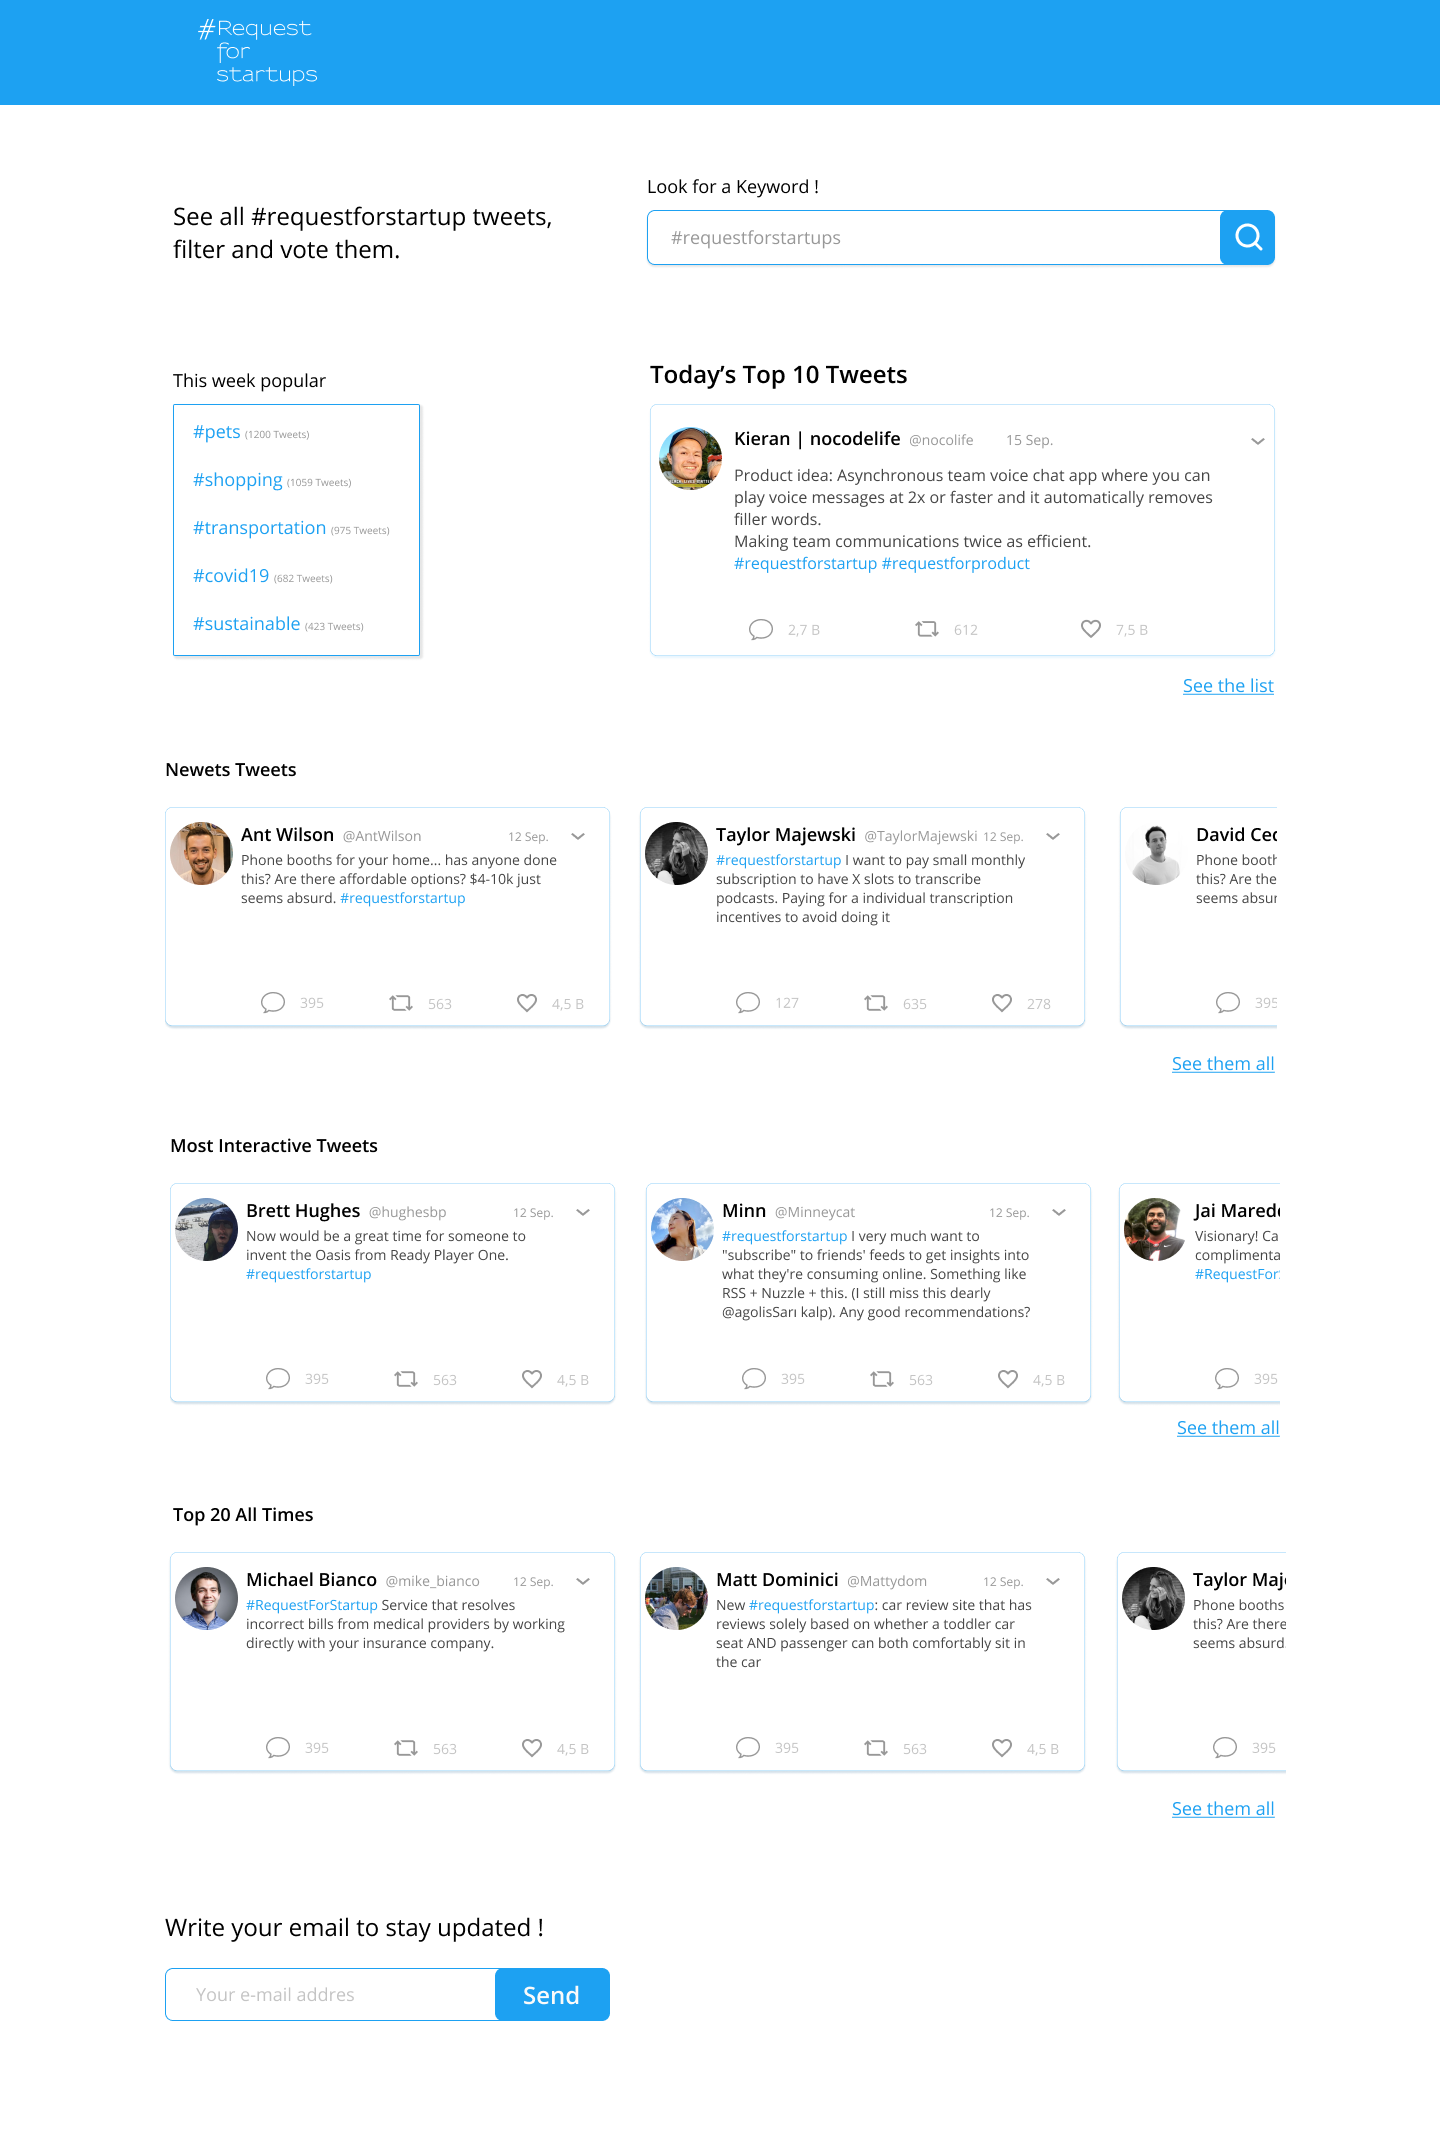 #Request
for
startups
See all #requestforstartup tweets,
filter and vote them.
Look for a Keyword !
#requestforstartups
This week popular
#pets (1200 Tweets)
#shopping (1059 Tweets)
#transportation (975 Tweets)
#covid19 (682 Tweets)
#sustainable (423 Tweets)
Today’s Top 10 Tweets
Kieran | nocodelife @nocolife 15 Sep.
Product idea: Asynchronous team voice chat app where you can
play voice messages at 2x or faster and it automatically removes
filler words.
Making team communications twice as efficient.
#requestforstartup #requestforproduct
2,7 B 612 7,5 B
See the list
Newets Tweets
Ant Wilson @AntWilson 12 Sep.
Phone booths for your home... has anyone done
this? Are there affordable options? $4-10k just
seems absurd. #requestforstartup
395 563 4,5 B
Taylor Majewski @TaylorMajewski 12 Sep.
#requestforstartup I want to pay small monthly
subscription to have X slots to transcribe
podcasts. Paying for a individual transcription
incentives to avoid doing it
127 635 278
David Cec
Phone booth
this? Are the
seems absur
395
See them all
Most Interactive Tweets
Brett Hughes @hughesbp 12 Sep.
Now would be a great time for someone to
invent the Oasis from Ready Player One.
#requestforstartup
395 563 4,5 B
Minn @Minneycat 12 Sep.
#requestforstartup I very much want to
"subscribe" to friends' feeds to get insights into
what they're consuming online. Something like
RSS + Nuzzle + this. (I still miss this dearly
@agolisSarı kalp). Any good recommendations?
395 563 4,5 B
Jai Maredd
Visionary! Ca
complimenta
#RequestFor
395
See them all
Top 20 All Times
Michael Bianco @mike_bianco 12 Sep.
#RequestForStartup Service that resolves
incorrect bills from medical providers by working
directly with your insurance company.
395 563 4,5 B
Matt Dominici @Mattydom 12 Sep.
New #requestforstartup: car review site that has
reviews solely based on whether a toddler car
seat AND passenger can both comfortably sit in
the car
395 563 4,5 B
Taylor Maj
Phone booths
this? Are there
seems absurd
395
See them all
Write your email to stay updated !
Your e-mail addres
Send